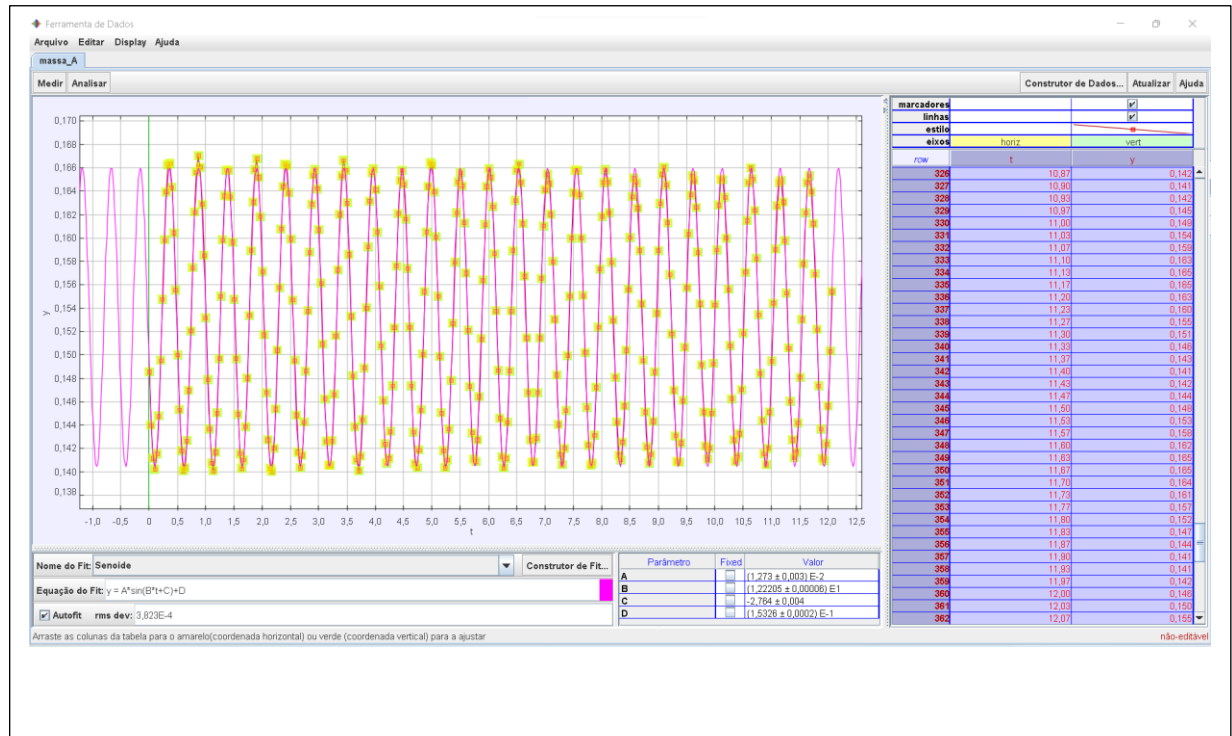 Ferramenta de Dados
Arquivo Editar Display Ajuda
massa_A
Medir Analisar Construtor de Dados... Atualizar Ajuda
0,170
0,168
0,166
0,164
0,162
0,160
0,158
0,156
0,154
0,152
0,150
0,148
0,146
0,144
0,142
0,140
0,138
y
-1,0 -0,5 0 0,5 1,0 1,5 2,0 2,5 3,0 3,5 4,0 4,5 5,0 5,5 6,0 6,5 7,0 7,5 8,0 8,5 9,0 9,5 10,0 10,5 11,0 11,5 12,0 12,5
t
marcadores
linhas
estilo
eixos horiz vert
row t y
326 10,87 0,142
327 10,90 0,141
328 10,93 0,142
329 10,97 0,145
330 11,00 0,149
331 11,03 0,154
332 11,07 0,159
333 11,10 0,163
334 11,13 0,165
335 11,17 0,165
336 11,20 0,163
337 11,23 0,160
338 11,27 0,155
339 11,30 0,151
340 11,33 0,146
341 11,37 0,143
342 11,40 0,141
343 11,43 0,142
344 11,47 0,144
345 11,50 0,148
346 11,53 0,153
347 11,57 0,158
348 11,60 0,162
349 11,63 0,165
350 11,67 0,165
351 11,70 0,164
352 11,73 0,161
353 11,77 0,157
354 11,80 0,152
355 11,83 0,147
356 11,87 0,144
357 11,90 0,141
358 11,93 0,141
359 11,97 0,142
360 12,00 0,146
361 12,03 0,150
362 12,07 0,155
Nome do Fit: Senoide Construtor de Fit...
Equação do Fit: y = A*sin(B*t+C)+D
Autofit rms dev: 3,823E-4
Parâmetro Fixed Valor
A (1,273 ± 0,003) E-2
B (1,22205 ± 0,00006) E1
C -2,764 ± 0,004
D (1,5326 ± 0,0002) E-1
Arraste as colunas da tabela para o amarelo(coordenada horizontal) ou verde (coordenada vertical) para a ajustar não-editável